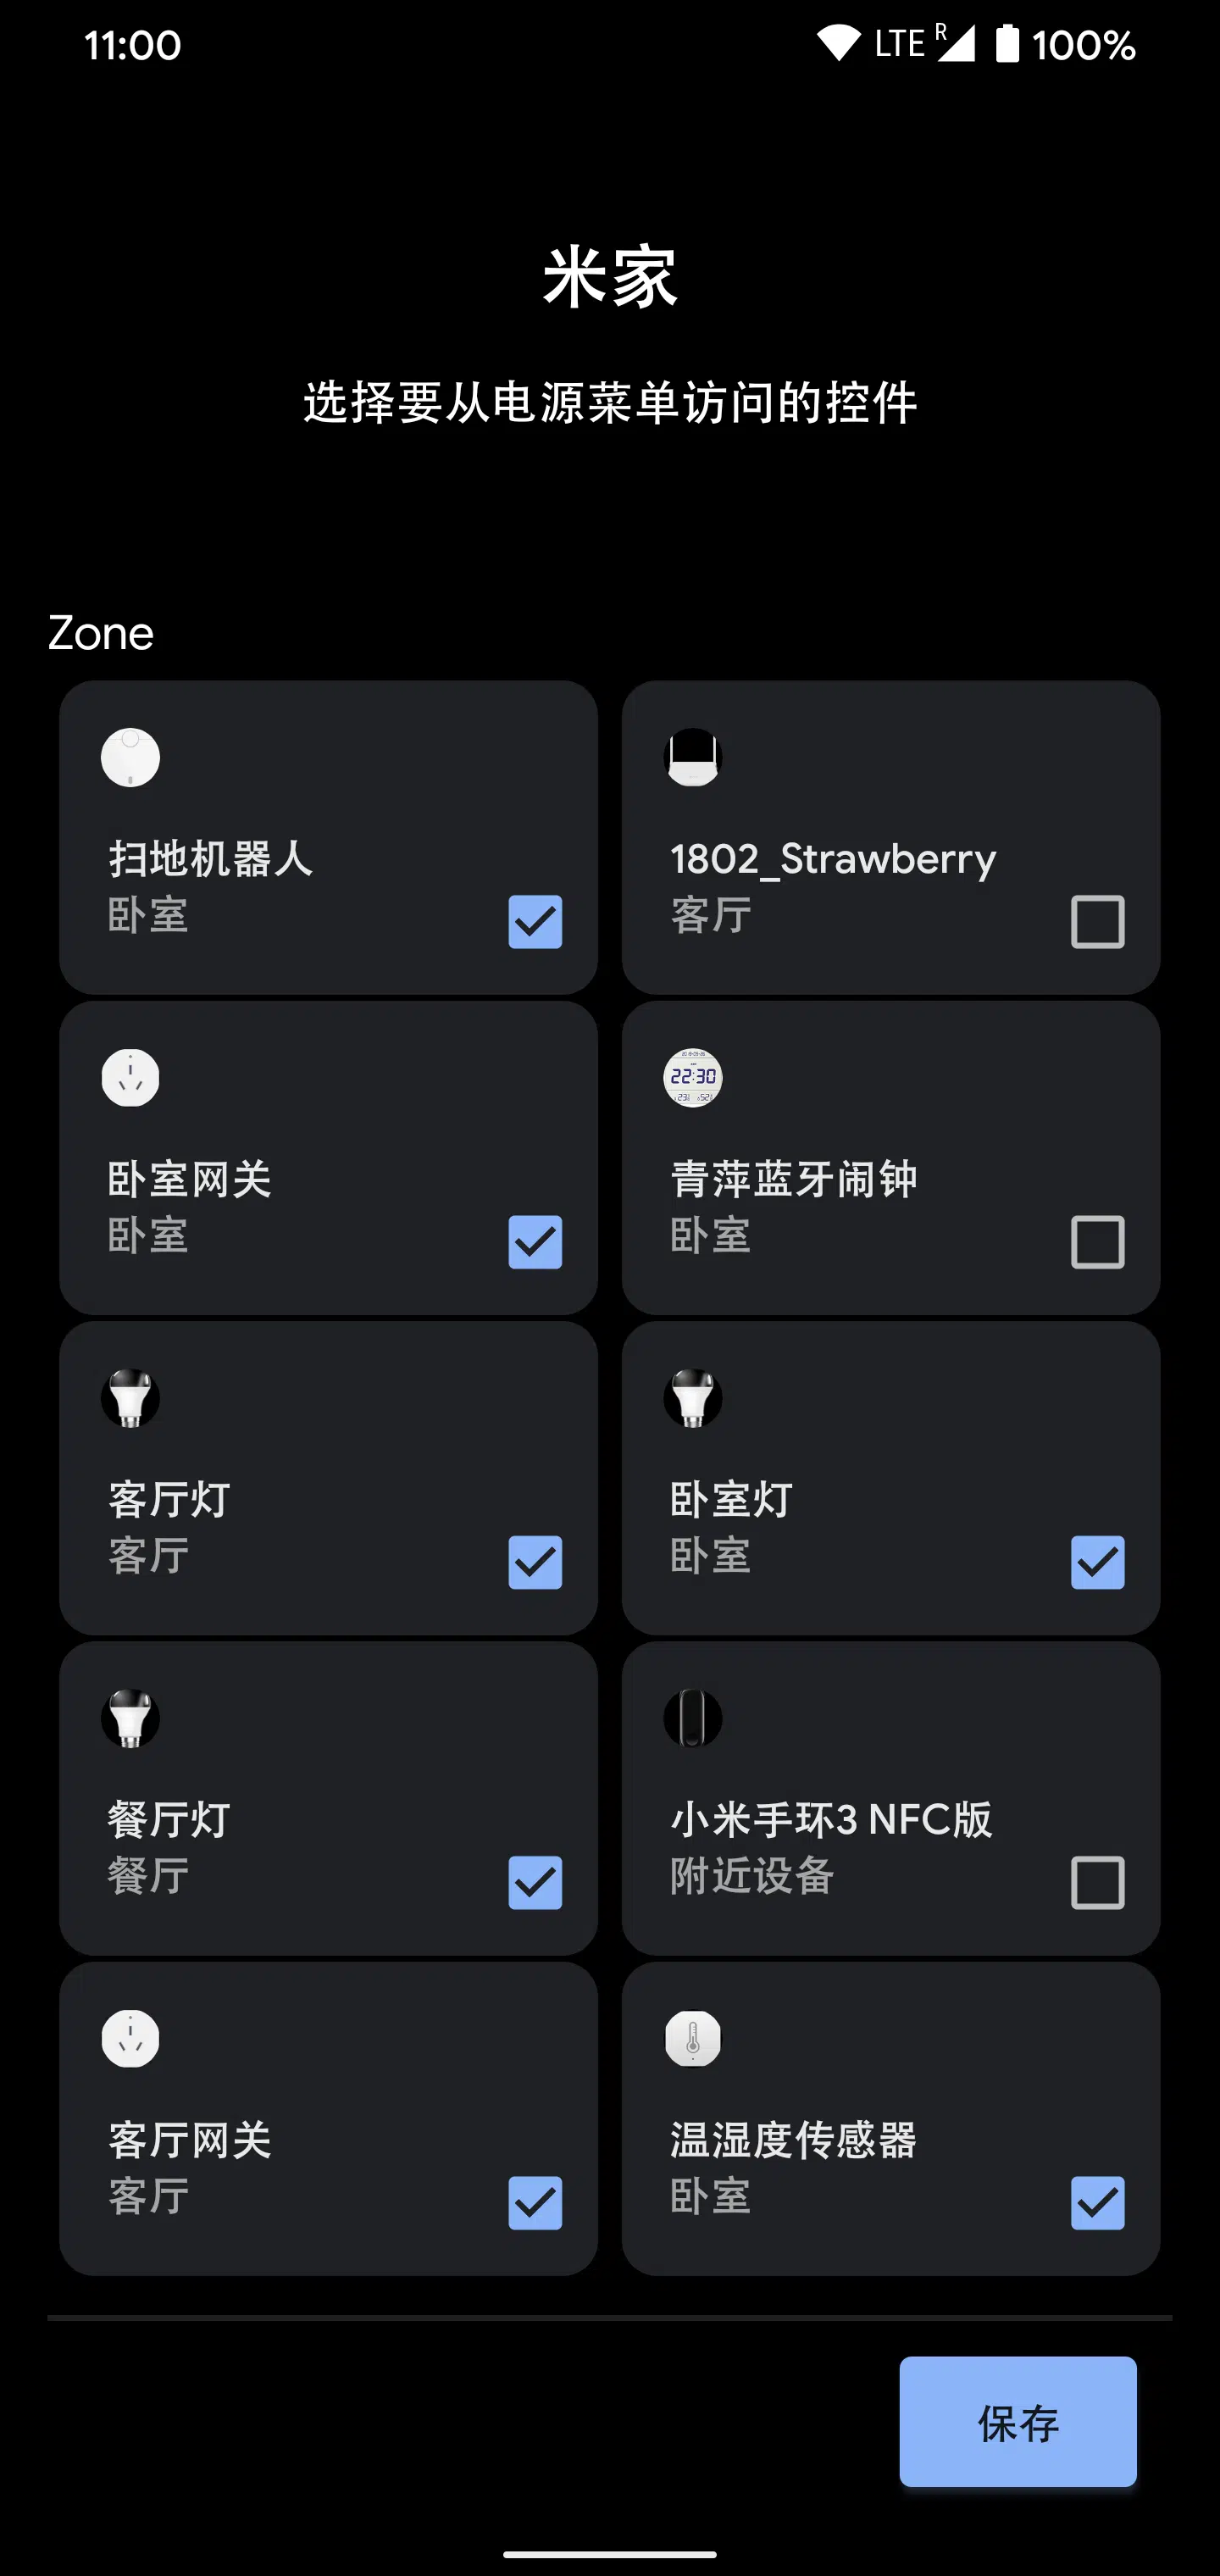 11:00
LTE R 100%
米家
选择要从电源菜单访问的控件
Zone
扫地机器人
卧室
1802_Strawberry
客厅
卧室网关
卧室
22:30
青萍蓝牙闹钟
卧室
客厅灯
客厅
卧室灯
卧室
餐厅灯
餐厅
小米手环3 NFC版
附近设备
客厅网关
客厅
温湿度传感器
卧室
保存